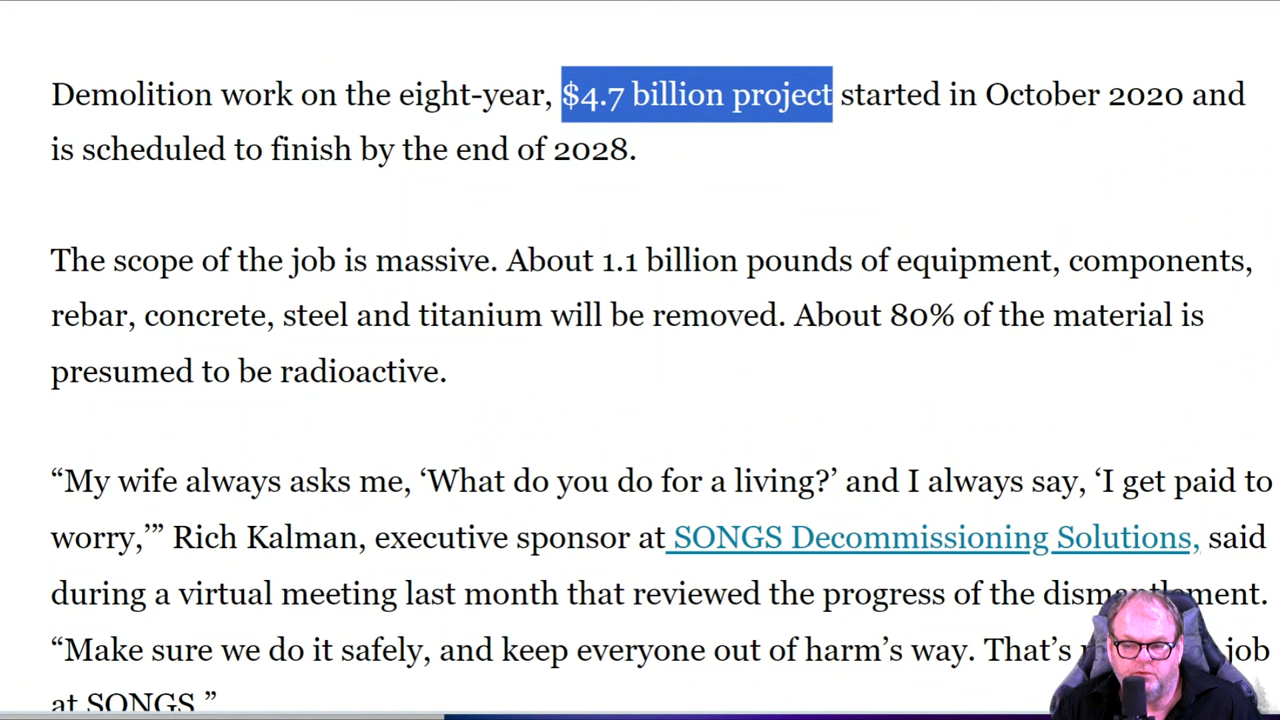 Demolition work on the eight-year, $4.7 billion project started in October 2020 and
is scheduled to finish by the end of 2028.
The scope of the job is massive. About 1.1 billion pounds of equipment, components,
rebar, concrete, steel and titanium will be removed. About 80% of the material is
presumed to be radioactive.
“My wife always asks me, ‘What do you do for a living?’ and I always say, ‘I get paid to
worry,’” Rich Kalman, executive sponsor at SONGS Decommissioning Solutions, said
during a virtual meeting last month that reviewed the progress of the dismantlement.
“Make sure we do it safely, and keep everyone out of harm’s way. That’s job
at SONGS.”